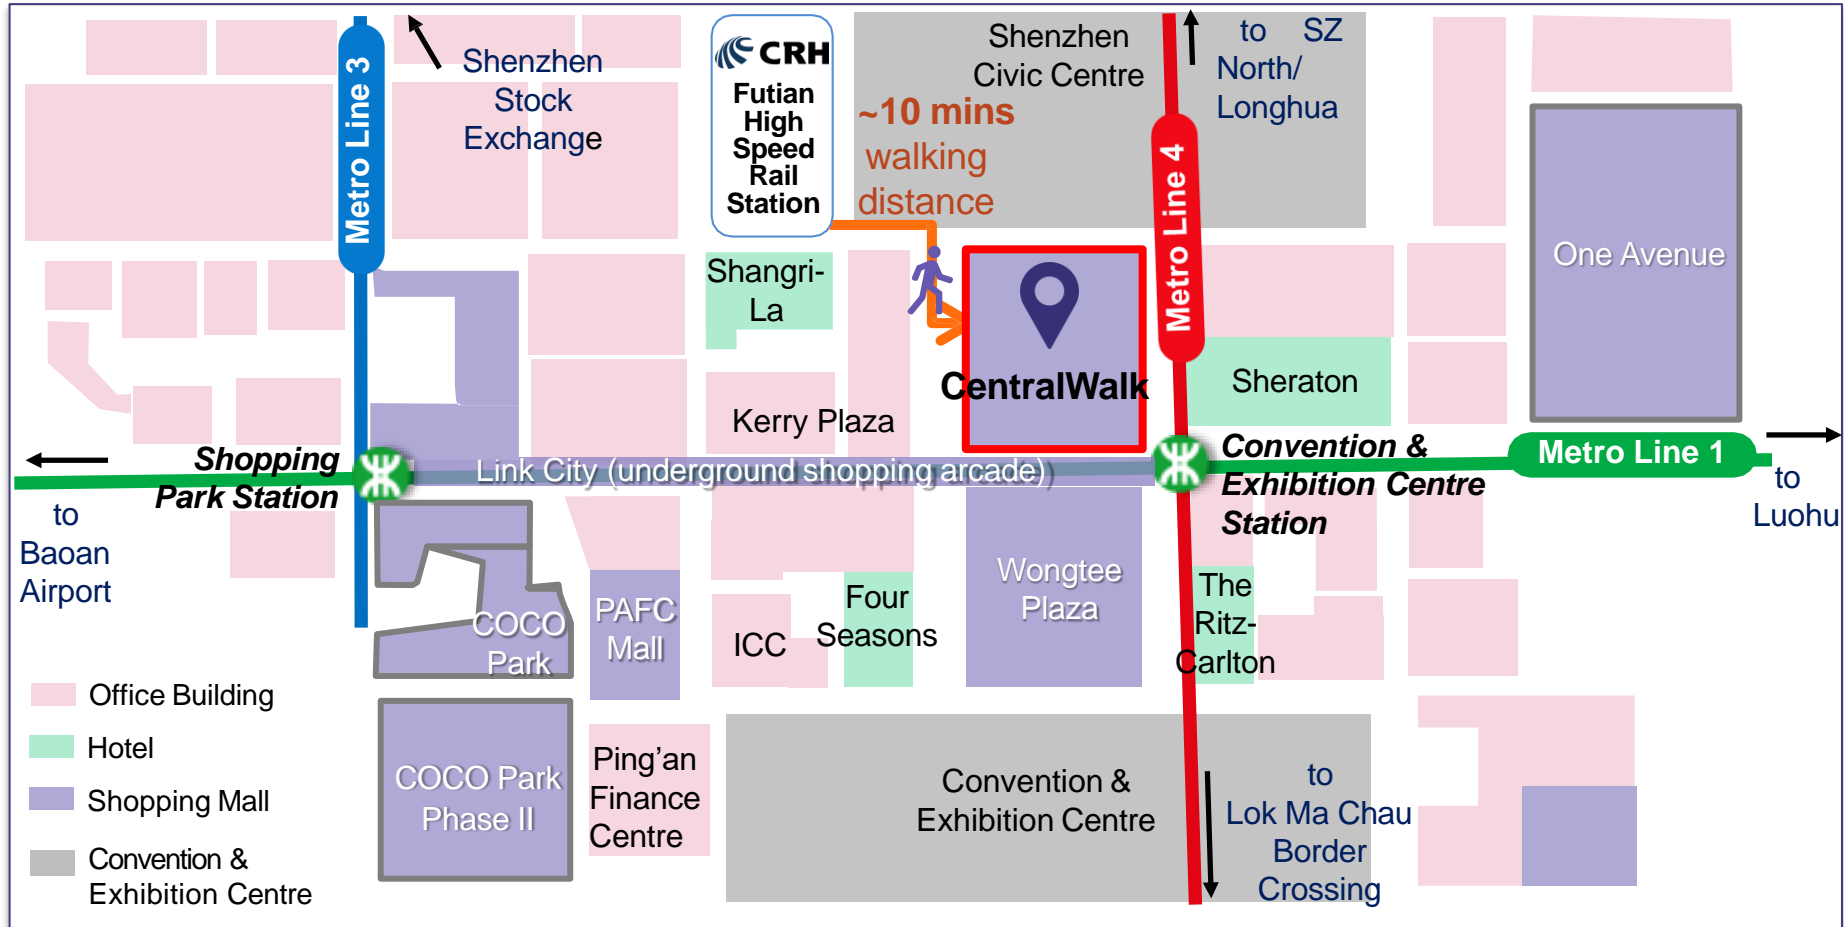 Metro Line 3
Shenzhen
Stock
Exchange
CRH
Futian
High
Speed
Rail
Station
~10 mins
walking
distance
Shenzhen
Civic Centre
Metro Line 4
to SZ
North/
Longhua
One Avenue
Shangri-
La
CentralWalk
Sheraton
Kerry Plaza
Shopping
Park Station
Link City (underground shopping arcade)
Convention &
Exhibition Centre
Station
Metro Line 1
to
Luohu
to
Baoan
Airport
COCO
Park
PAFC
Mall
ICC
Four
Seasons
Wongtee
Plaza
The
Ritz-
Carlton
Office Building
Hotel
Shopping Mall
Convention &
Exhibition Centre
COCO Park
Phase II
Ping’an
Finance
Centre
Convention &
Exhibition Centre
to
Lok Ma Chau
Border
Crossing